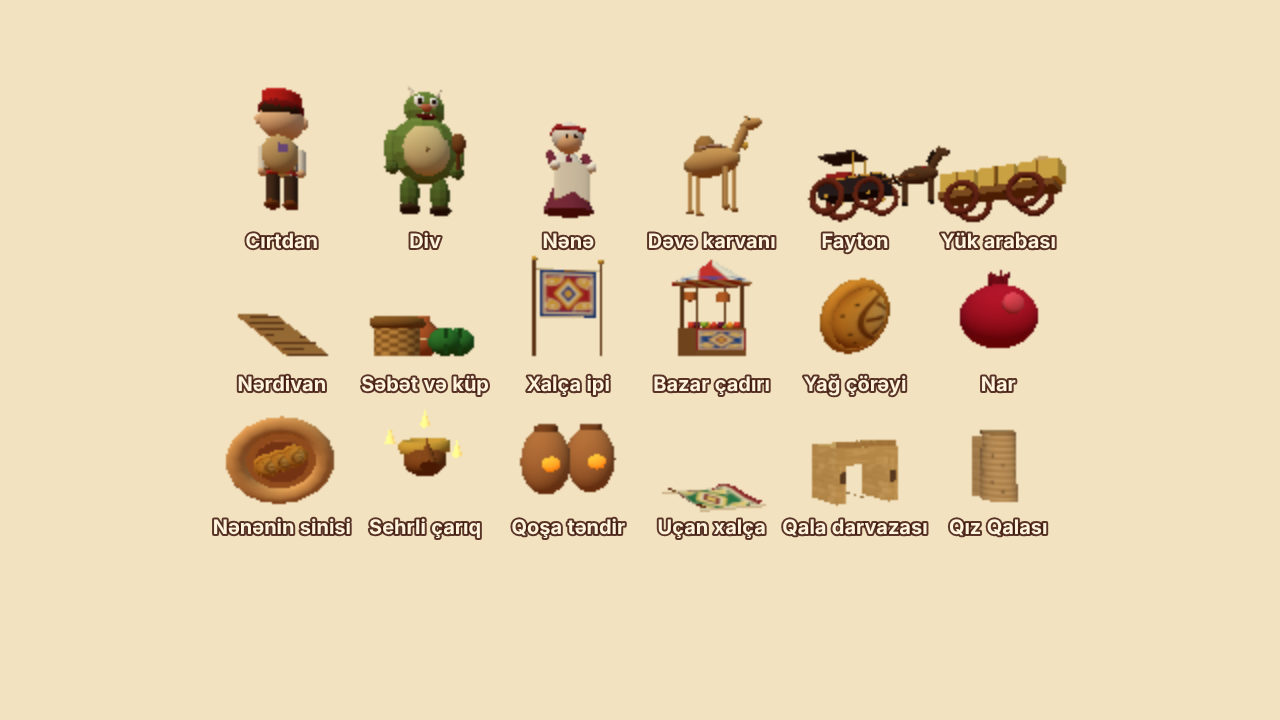 Cırtdan
Div
Nənə
Dəvə karvanı
Fayton
Yük arabası
Nərdivan
Səbət və küp
Xalça ipi
Bazar çadırı
Yağ çörəyi
Nar
Nənənin sinisi
Sehrli çarıq
Qoşa təndir
Uçan xalça
Qala darvazası
Qız Qalası